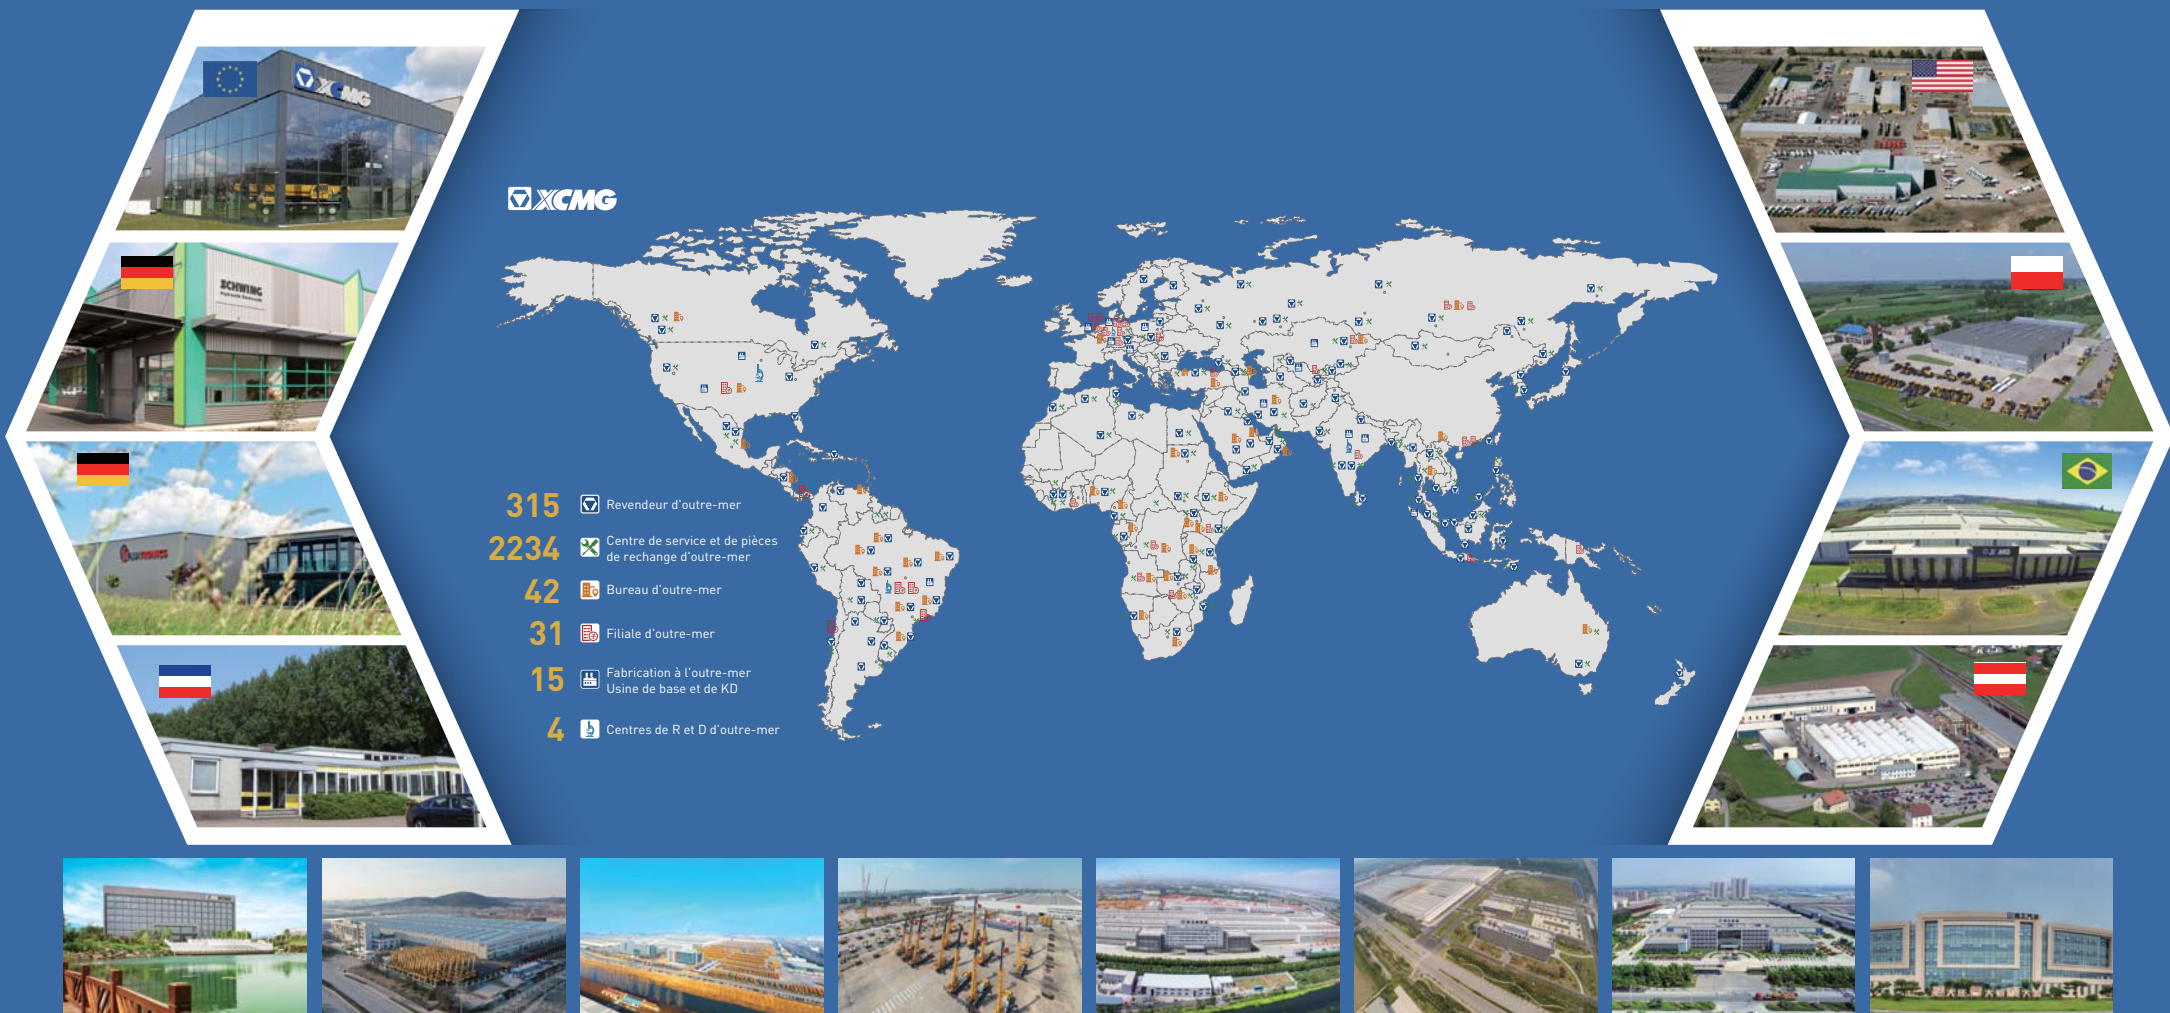 XCMG
SCHWING
XCMG
315
Revendeur d'outre-mer
2234
Centre de service et de pièces
de rechange d'outre-mer
42
Bureau d'outre-mer
31
Filiale d'outre-mer
15
Fabrication à l'outre-mer
Usine de base et de KD
4
Centres de R et D d'outre-mer